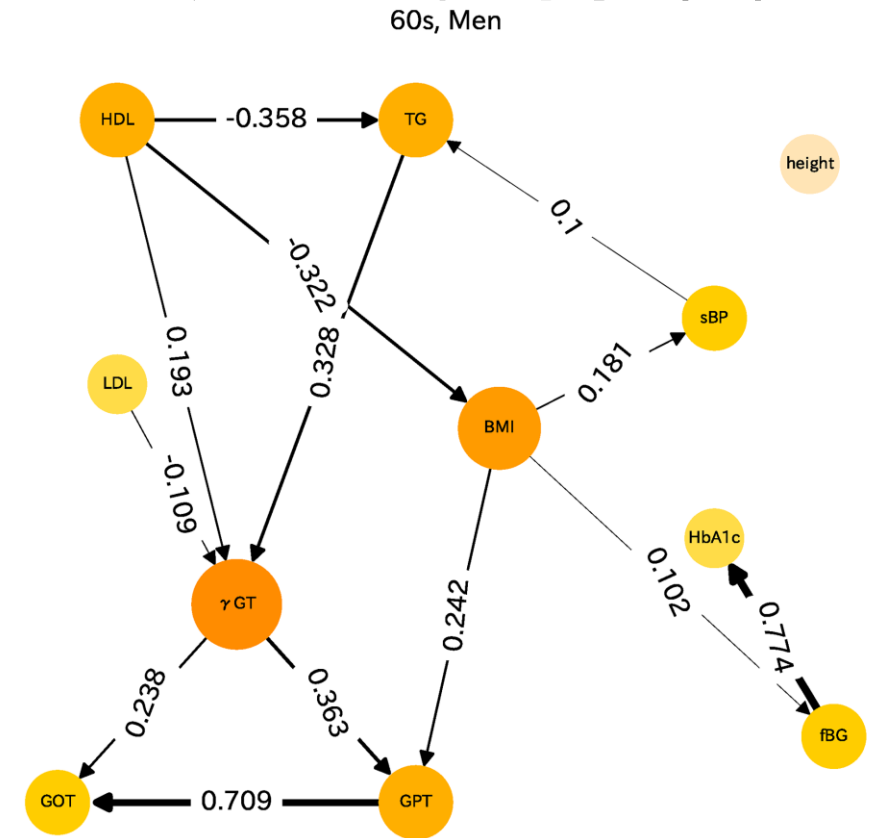 60s, Men
HDL
-0.358
TG
height
0.1
-0.322
sBP
0.193
0.328
0.181
LDL
BMI
-0.109
HbA1c
0.102
0.242
0.774
γ GT
0.238
0.363
fBG
GOT
0.709
GPT